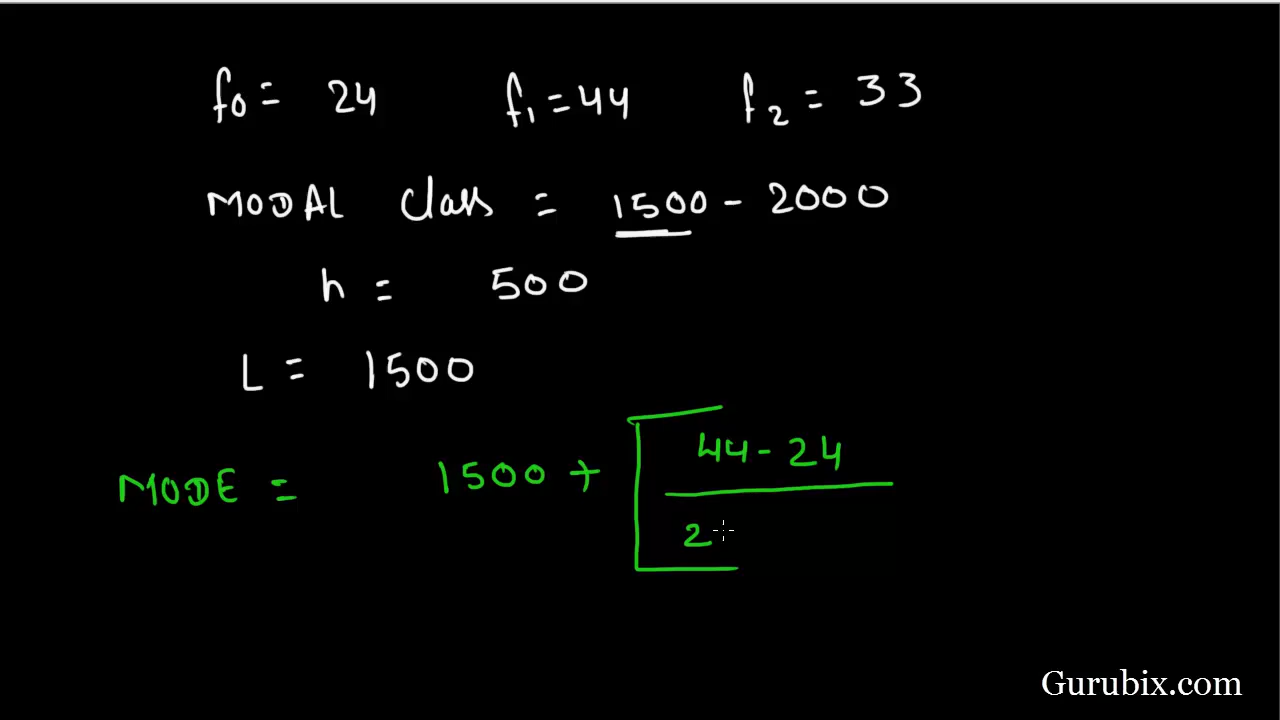 f0 = 24 f1 = 44 f2 = 33
MODAL class = 1500 - 2000
h = 500
L = 1500
MODE = 1500 + [ 44 - 24
2
Gurubix.com